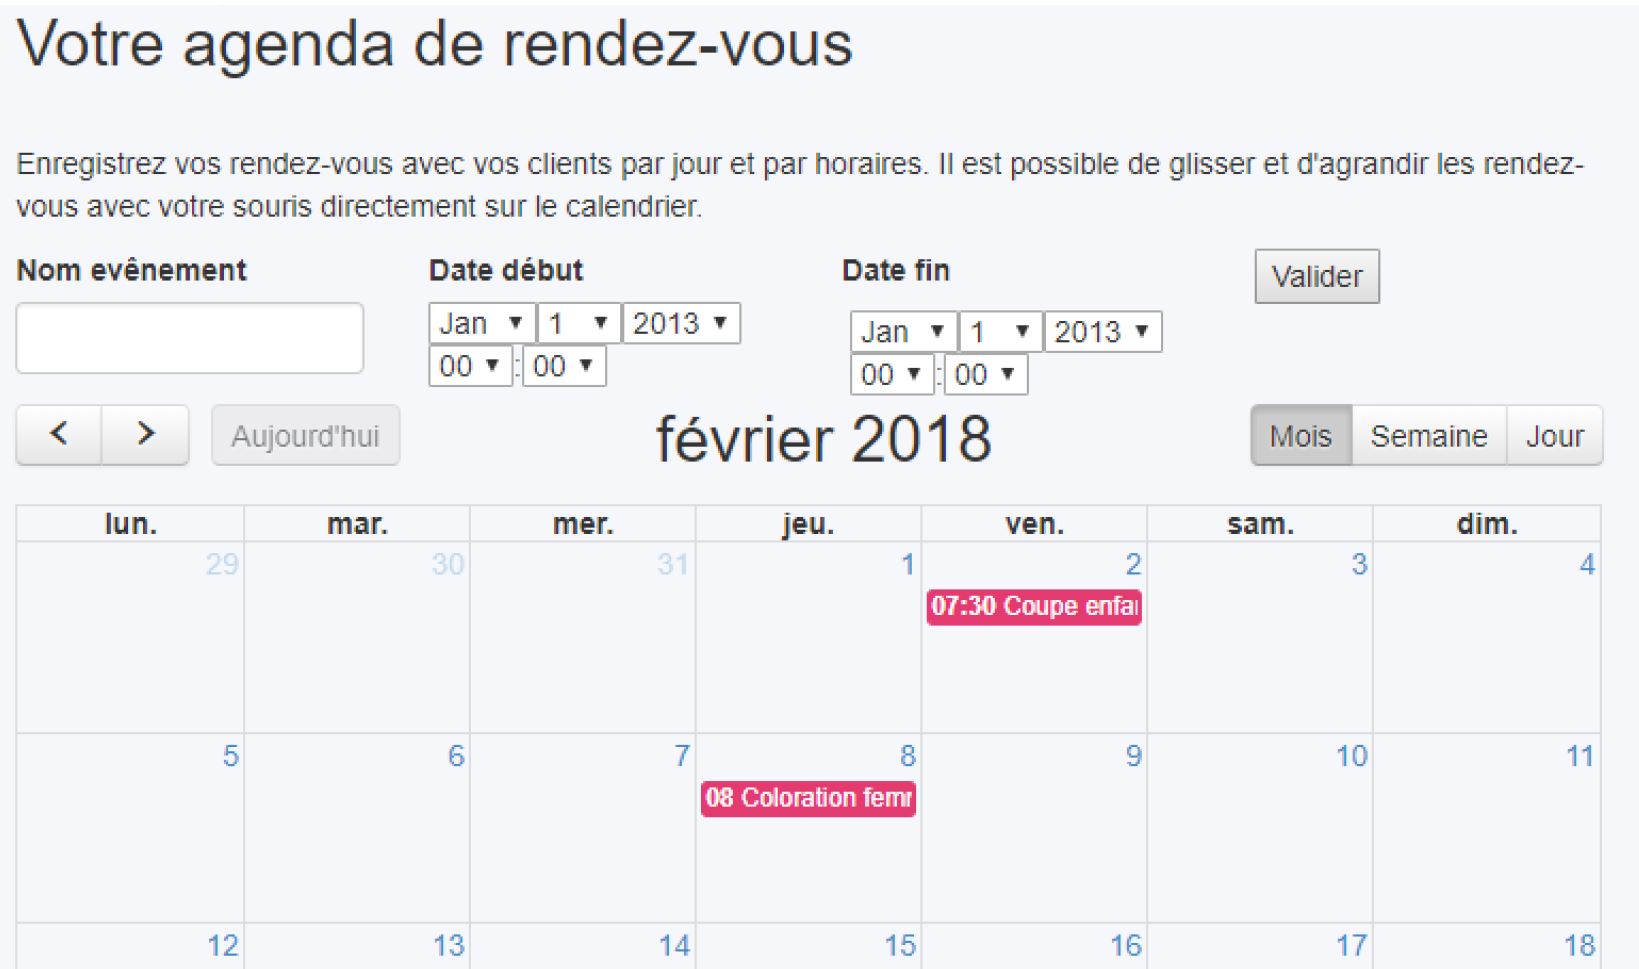 Votre agenda de rendez-vous
Enregistrez vos rendez-vous avec vos clients par jour et par horaires. Il est possible de glisser et d'agrandir les rendez-
vous avec votre souris directement sur le calendrier.
Nom evênement Date début Date fin Valider
Jan 1 2013 Jan 1 2013
00 : 00 00 : 00
< > Aujourd'hui février 2018 Mois Semaine Jour
lun. mar. mer. jeu. ven. sam. dim.
29 30 31 1 2 3 4
07:30 Coupe
5 6 7 8 9 10 11
08 Coloration
12 13 14 15 16 17 18